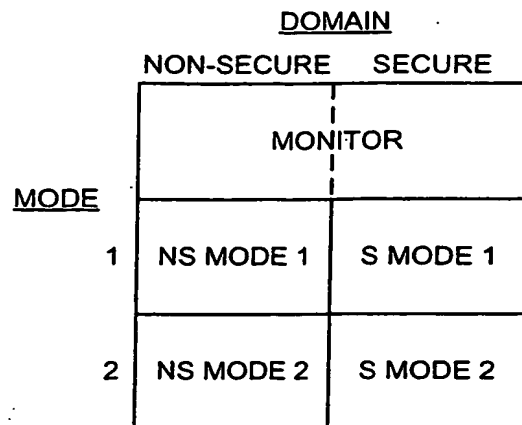 DOMAIN
NON-SECURE SECURE
MONITOR
MODE
1 NS MODE 1 S MODE 1
2 NS MODE 2 S MODE 2